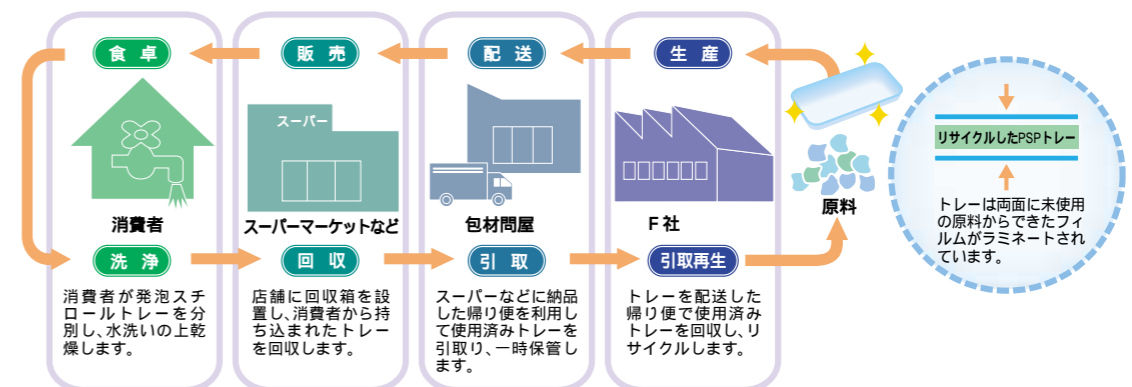 食卓
販売
配送
生産
スーパー
消費者
スーパーマーケットなど
包材問屋
F社
原料
洗浄
回収
引取
引取再生
消費者が発泡スチ
ロールトレーを分
別し、水洗いの上乾
燥します。
店舗に回収箱を設
置し、消費者から持
ち込まれたトレー
を回収します。
スーパーなどに納品
した帰り便を利用し
て使用済みトレーを
引取り、一時保管し
ます。
トレーを配送した
帰り便で使用済み
トレーを回収し、リ
サイクルします。
リサイクルしたPSPトレー
トレーは両面に未使用
の原料からできたフィ
ルムがラミネートされ
ています。